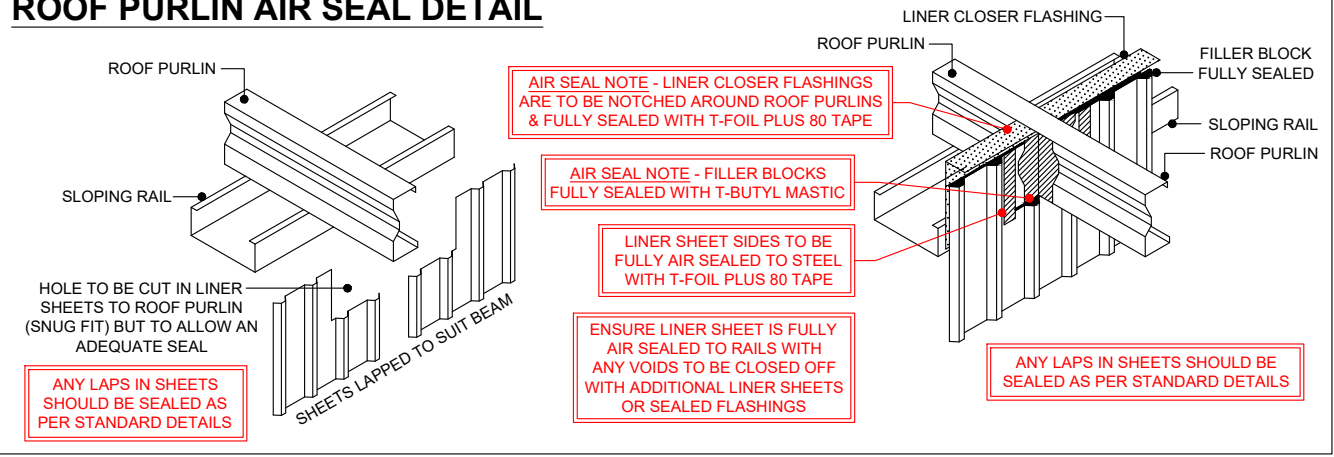 ROOF PURLIN AIR SEAL DETAIL
ROOF PURLIN
SLOPING RAIL
HOLE TO BE CUT IN LINER
SHEETS TO ROOF PURLIN
(SNUG FIT) BUT TO ALLOW AN
ADEQUATE SEAL
ANY LAPS IN SHEETS
SHOULD BE SEALED AS
PER STANDARD DETAILS
SHEETS LAPPED TO SUIT BEAM
LINER CLOSER FLASHING
ROOF PURLIN
FILLER BLOCK
FULLY SEALED
AIR SEAL NOTE - LINER CLOSER FLASHINGS
ARE TO BE NOTCHED AROUND ROOF PURLINS
& FULLY SEALED WITH T-FOIL PLUS 80 TAPE
SLOPING RAIL
ROOF PURLIN
AIR SEAL NOTE - FILLER BLOCKS
FULLY SEALED WITH T-BUTYL MASTIC
LINER SHEET SIDES TO BE
FULLY AIR SEALED TO STEEL
WITH T-FOIL PLUS 80 TAPE
ENSURE LINER SHEET IS FULLY
AIR SEALED TO RAILS WITH
ANY VOIDS TO BE CLOSED OFF
WITH ADDITIONAL LINER SHEETS
OR SEALED FLASHINGS
ANY LAPS IN SHEETS SHOULD BE
SEALED AS PER STANDARD DETAILS